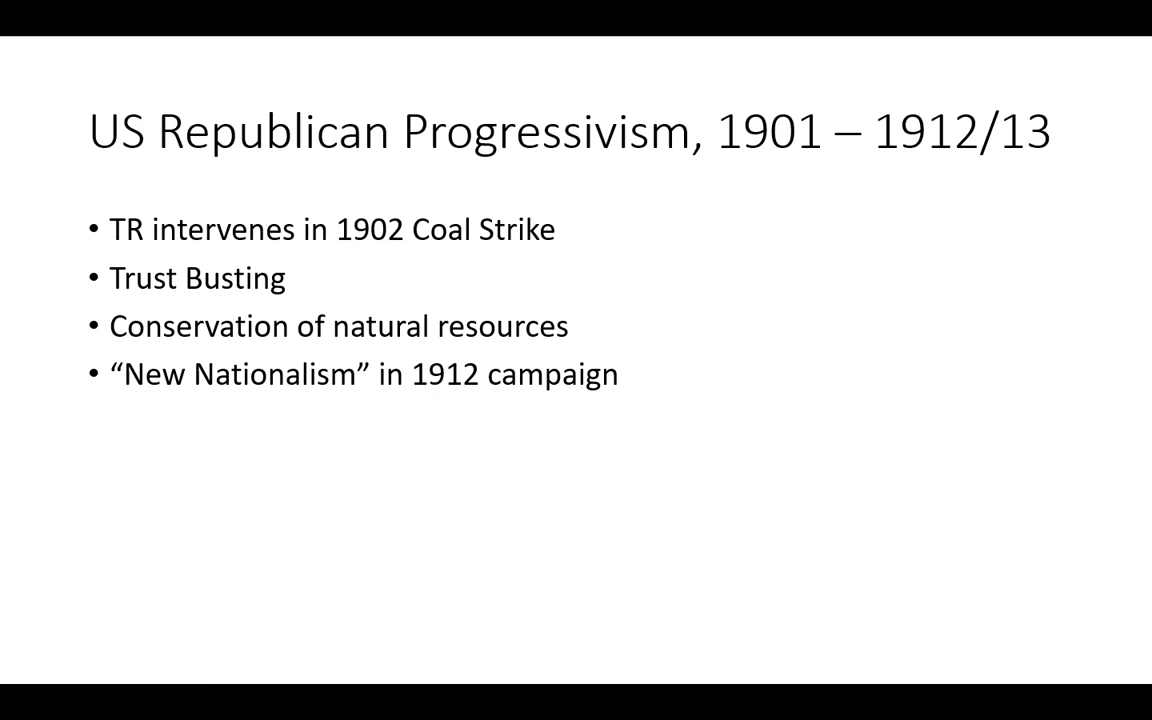 US Republican Progressivism, 1901 – 1912/13
• TR intervenes in 1902 Coal Strike
• Trust Busting
• Conservation of natural resources
• “New Nationalism” in 1912 campaign